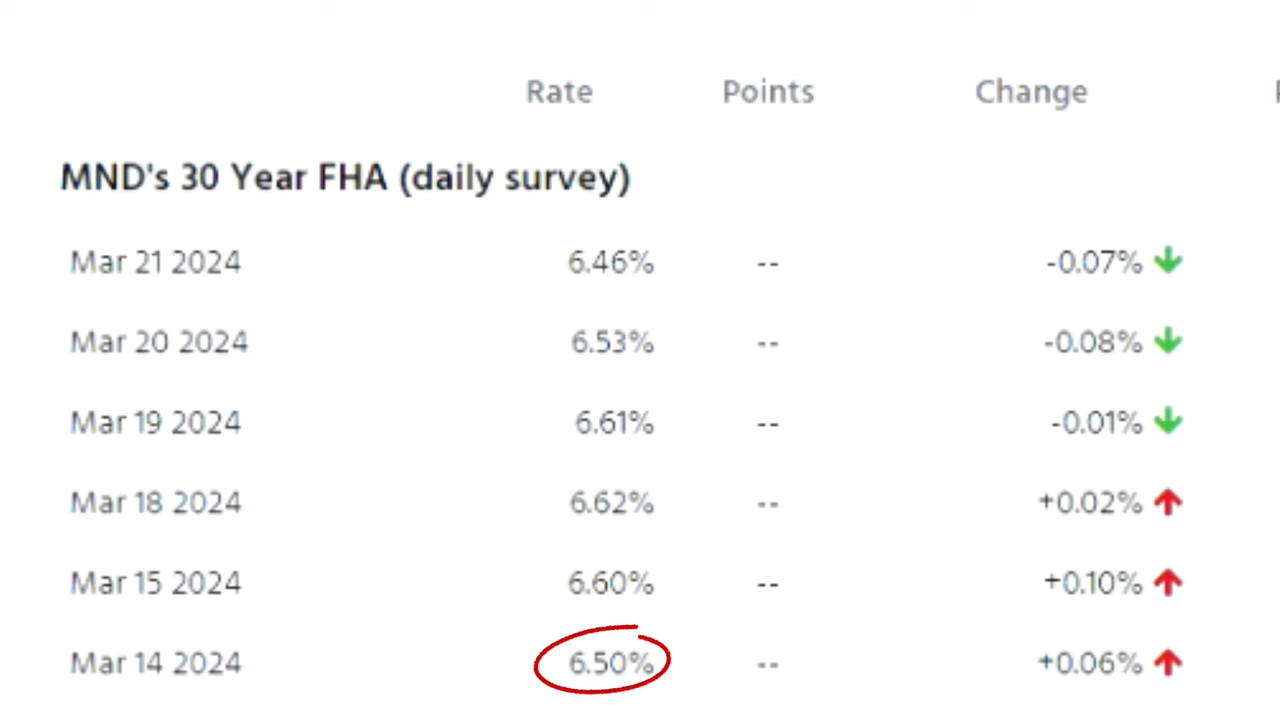 Rate Points Change
MND's 30 Year FHA (daily survey)
Mar 21 2024 6.46% -- -0.07%
Mar 20 2024 6.53% -- -0.08%
Mar 19 2024 6.61% -- -0.01%
Mar 18 2024 6.62% -- +0.02%
Mar 15 2024 6.60% -- +0.10%
Mar 14 2024 6.50% -- +0.06%